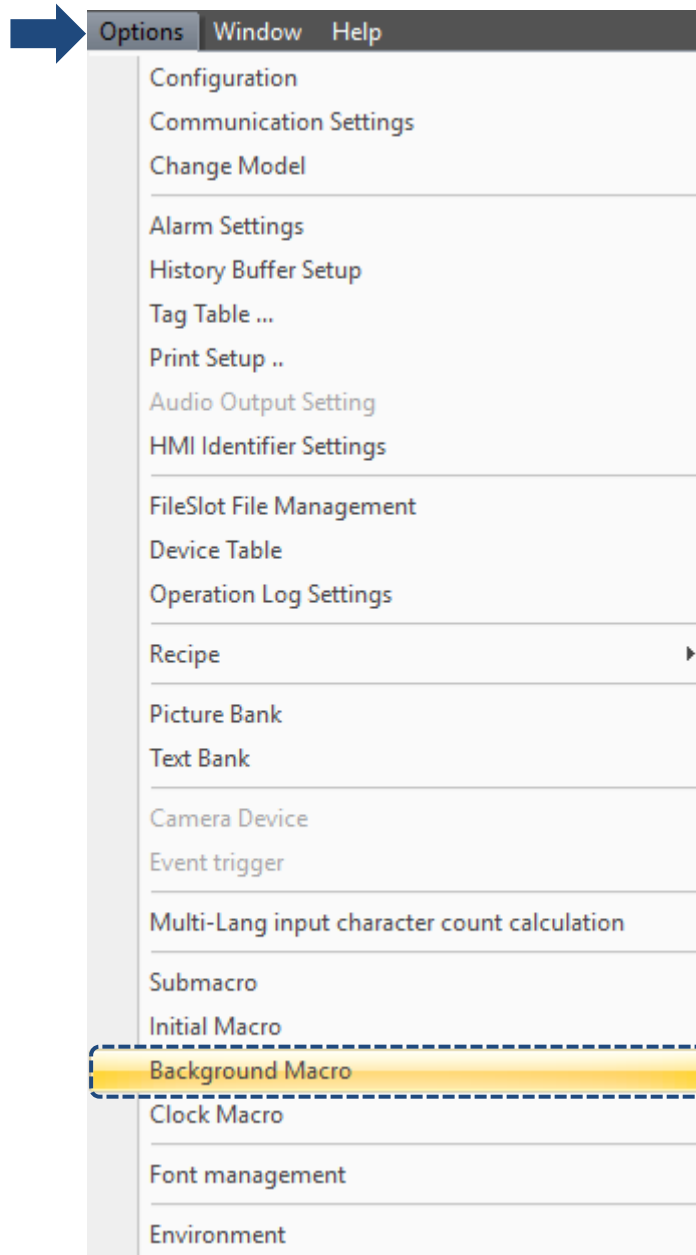 Options Window Help
Configuration
Communication Settings
Change Model
Alarm Settings
History Buffer Setup
Tag Table ...
Print Setup ..
Audio Output Setting
HMI Identifier Settings
FileSlot File Management
Device Table
Operation Log Settings
Recipe
Picture Bank
Text Bank
Camera Device
Event trigger
Multi-Lang input character count calculation
Submacro
Initial Macro
Background Macro
Clock Macro
Font management
Environment